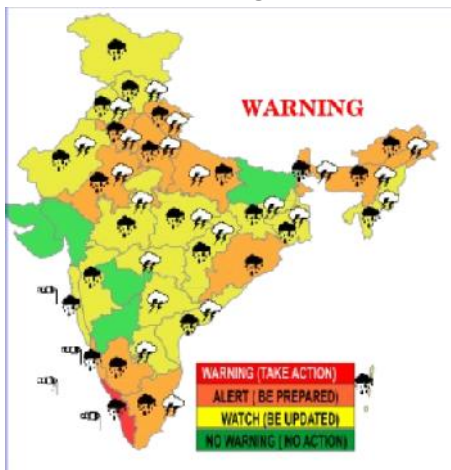 WARNING
WARNING (TAKE ACTION)
ALERT ( BE PREPARED)
WATCH (BE UPDATED)
NO WARNING ( NO ACTION)